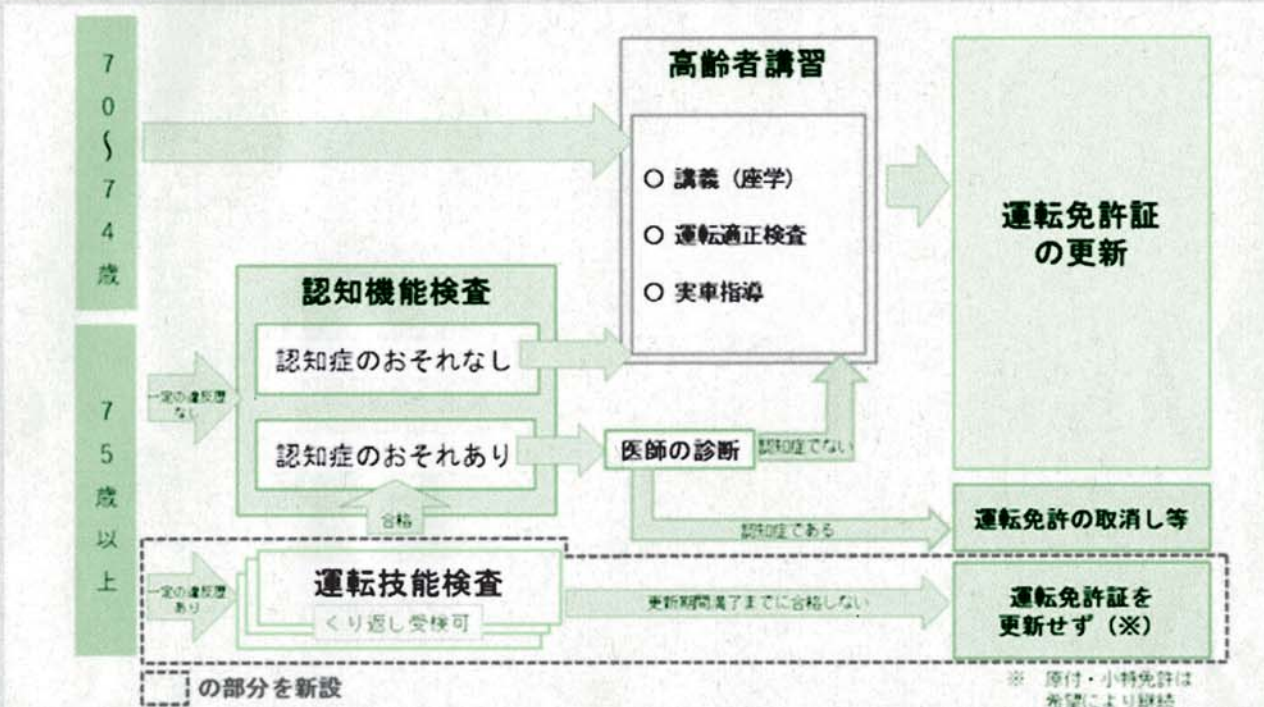 70〜74歳
高齢者講習
○ 講義（座学）
○ 運転適正検査
○ 実車指導
運転免許証
の更新
75歳以上
一定の違反歴
なし
認知機能検査
認知症のおそれなし
認知症のおそれあり
医師の診断
認知症でない
認知症である
運転免許の取消し等
合格
一定の違反歴
あり
運転技能検査
くり返し受検可
更新期間満了までに合格しない
運転免許証を
更新せず（※）
の部分を新設
※ 原付・小特免許は
希望により継続